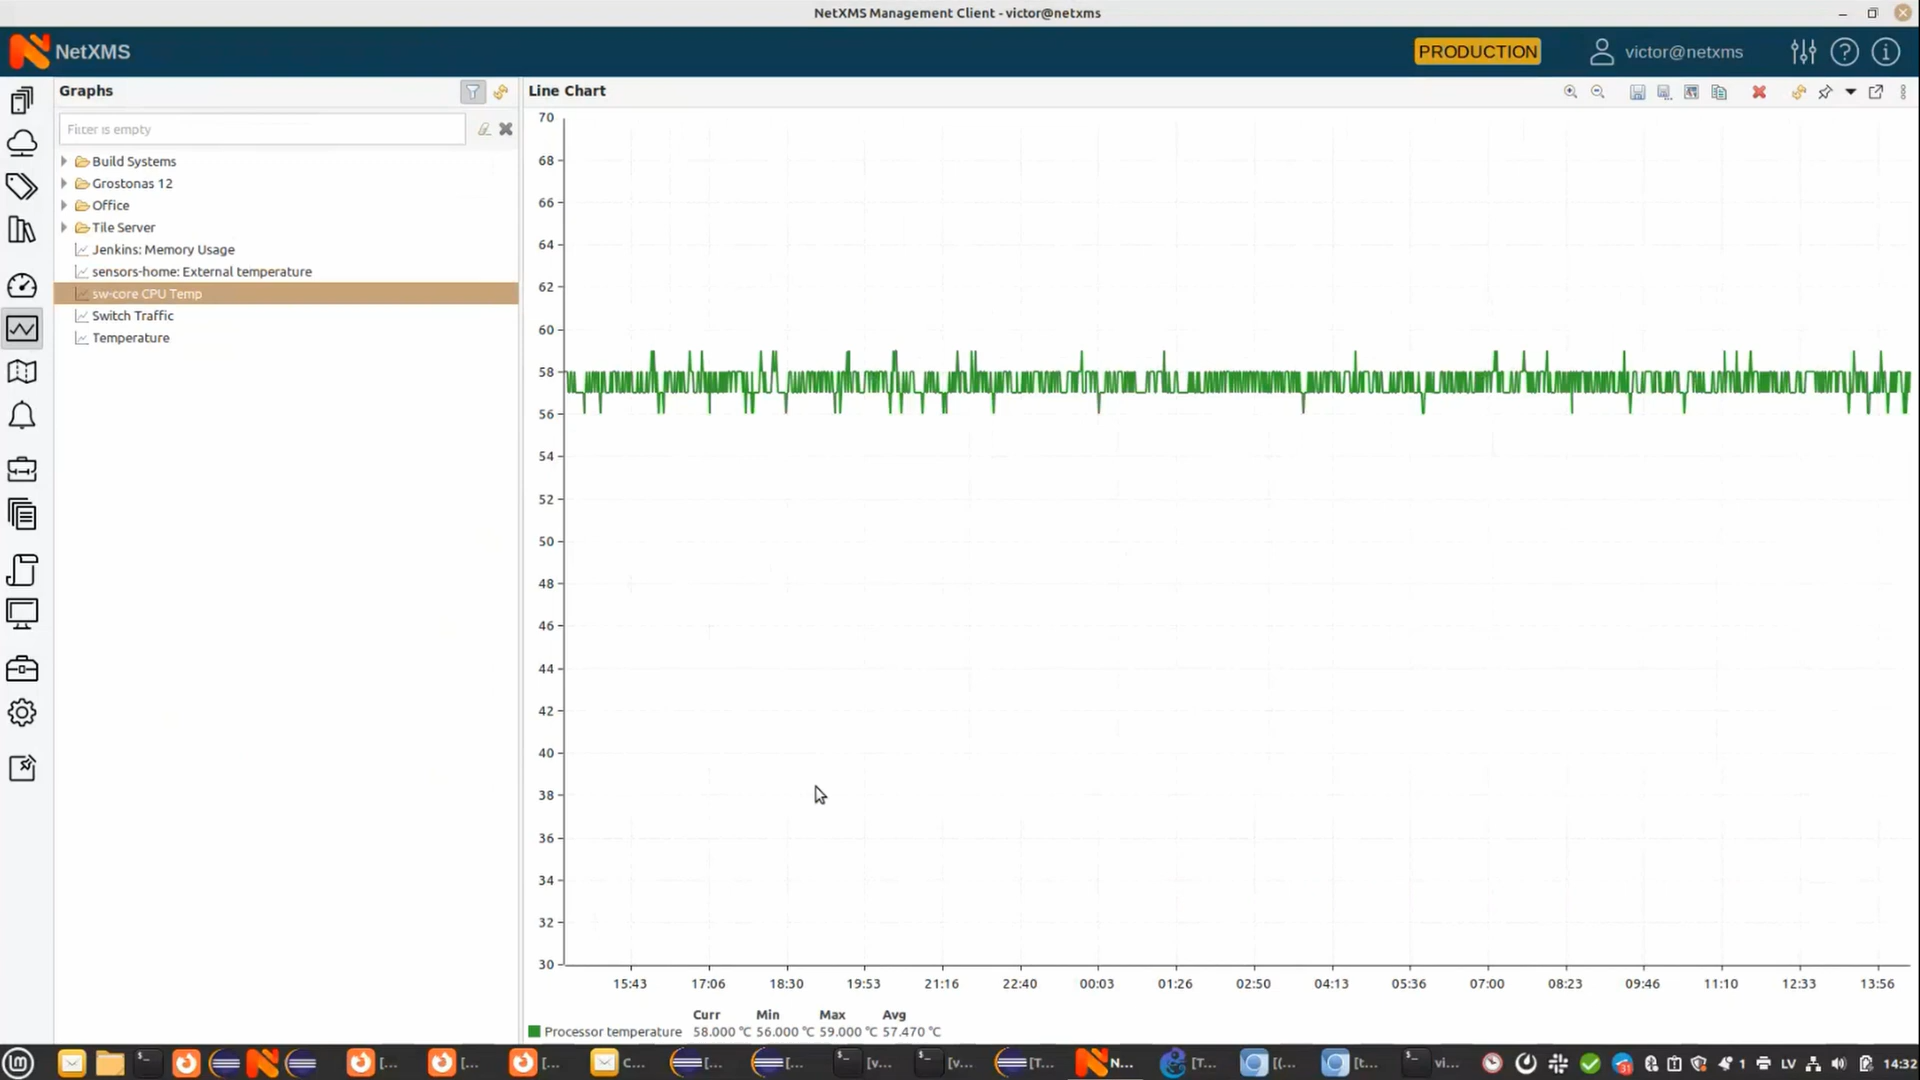 NetXMS Management Client - victor@netxms
NetXMS
PRODUCTION
victor@netxms
Graphs
Filter is empty
Build Systems
Grostonas 12
Office
Tile Server
Jenkins: Memory Usage
sensors-home: External temperature
sw-core CPU Temp
Switch Traffic
Temperature
Line Chart
70
68
66
64
62
60
58
56
54
52
50
48
46
44
42
40
38
36
34
32
30
15:43 17:06 18:30 19:53 21:16 22:40 00:03 01:26 02:50 04:13 05:36 07:00 08:23 09:46 11:10 12:33 13:56
Curr Min Max Avg
Processor temperature 58.000 °C 56.000 °C 59.000 °C 57.470 °C
[... [... [... C... [... [... [v... [v... [T... N... [T... [(... [t... vi... 31 1 LV 14:32